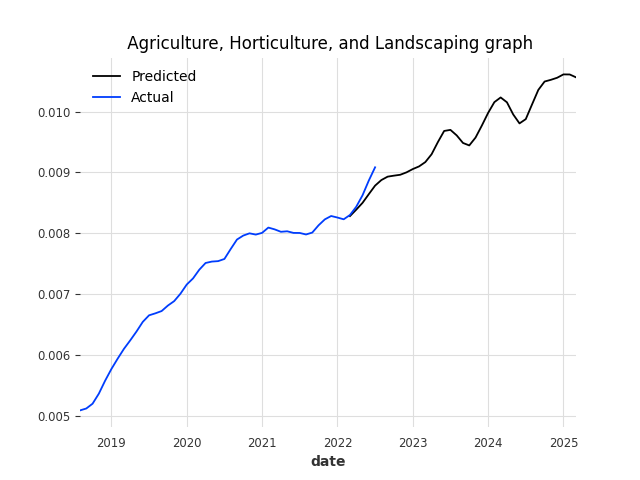 Agriculture, Horticulture, and Landscaping graph
Predicted
Actual
0.010
0.009
0.008
0.007
0.006
0.005
2019 2020 2021 2022 2023 2024 2025
date